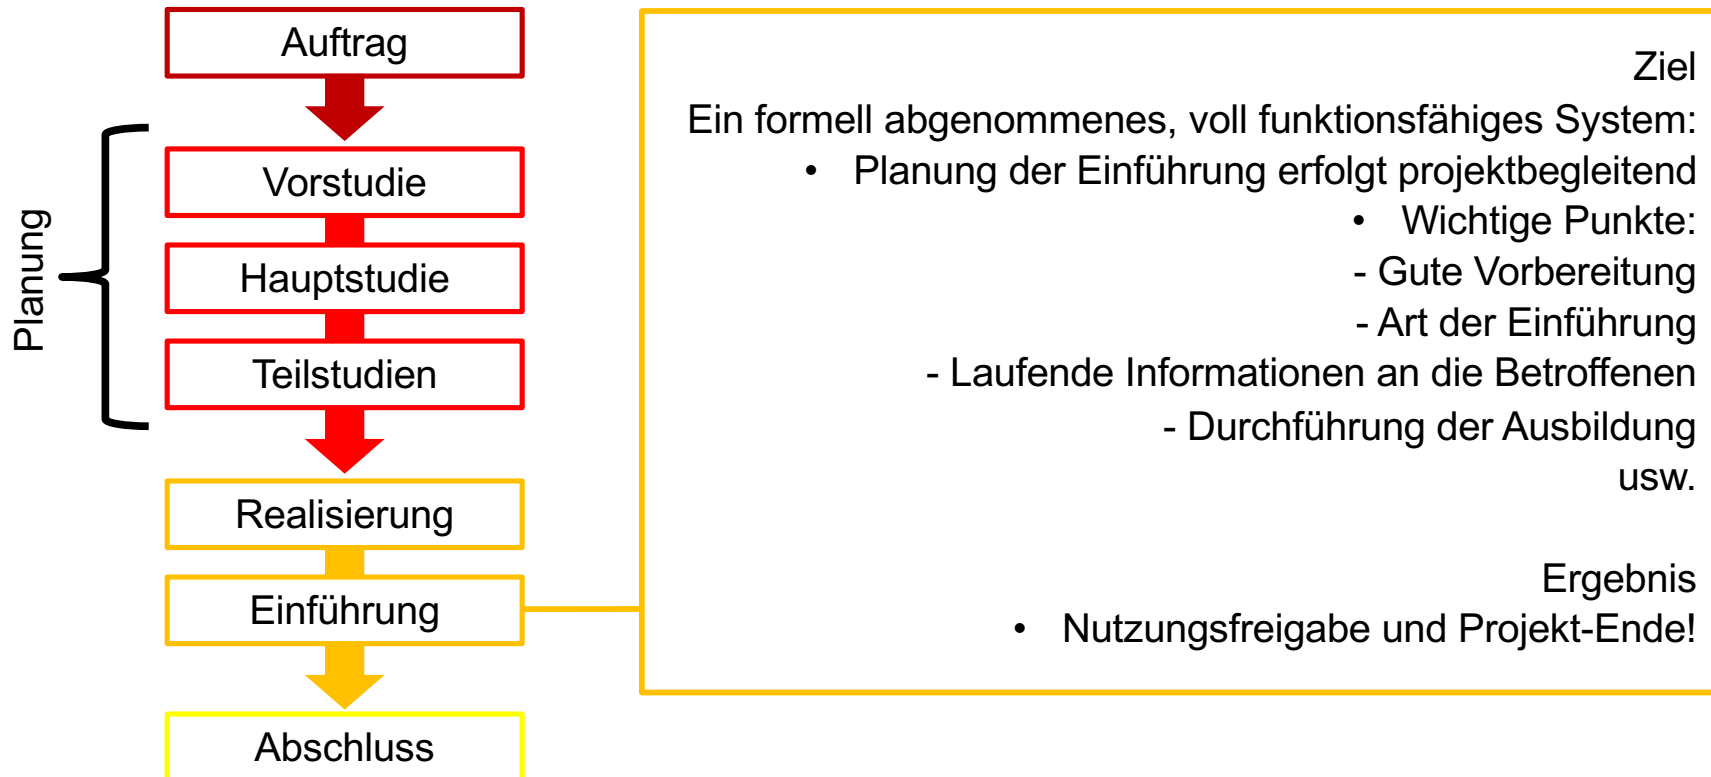 Auftrag
Planung
Vorstudie
Hauptstudie
Teilstudien
Realisierung
Einführung
Abschluss
Ziel
Ein formell abgenommenes, voll funktionsfähiges System:
• Planung der Einführung erfolgt projektbegleitend
• Wichtige Punkte:
- Gute Vorbereitung
- Art der Einführung
- Laufende Informationen an die Betroffenen
- Durchführung der Ausbildung
usw.
Ergebnis
• Nutzungsfreigabe und Projekt-Ende!